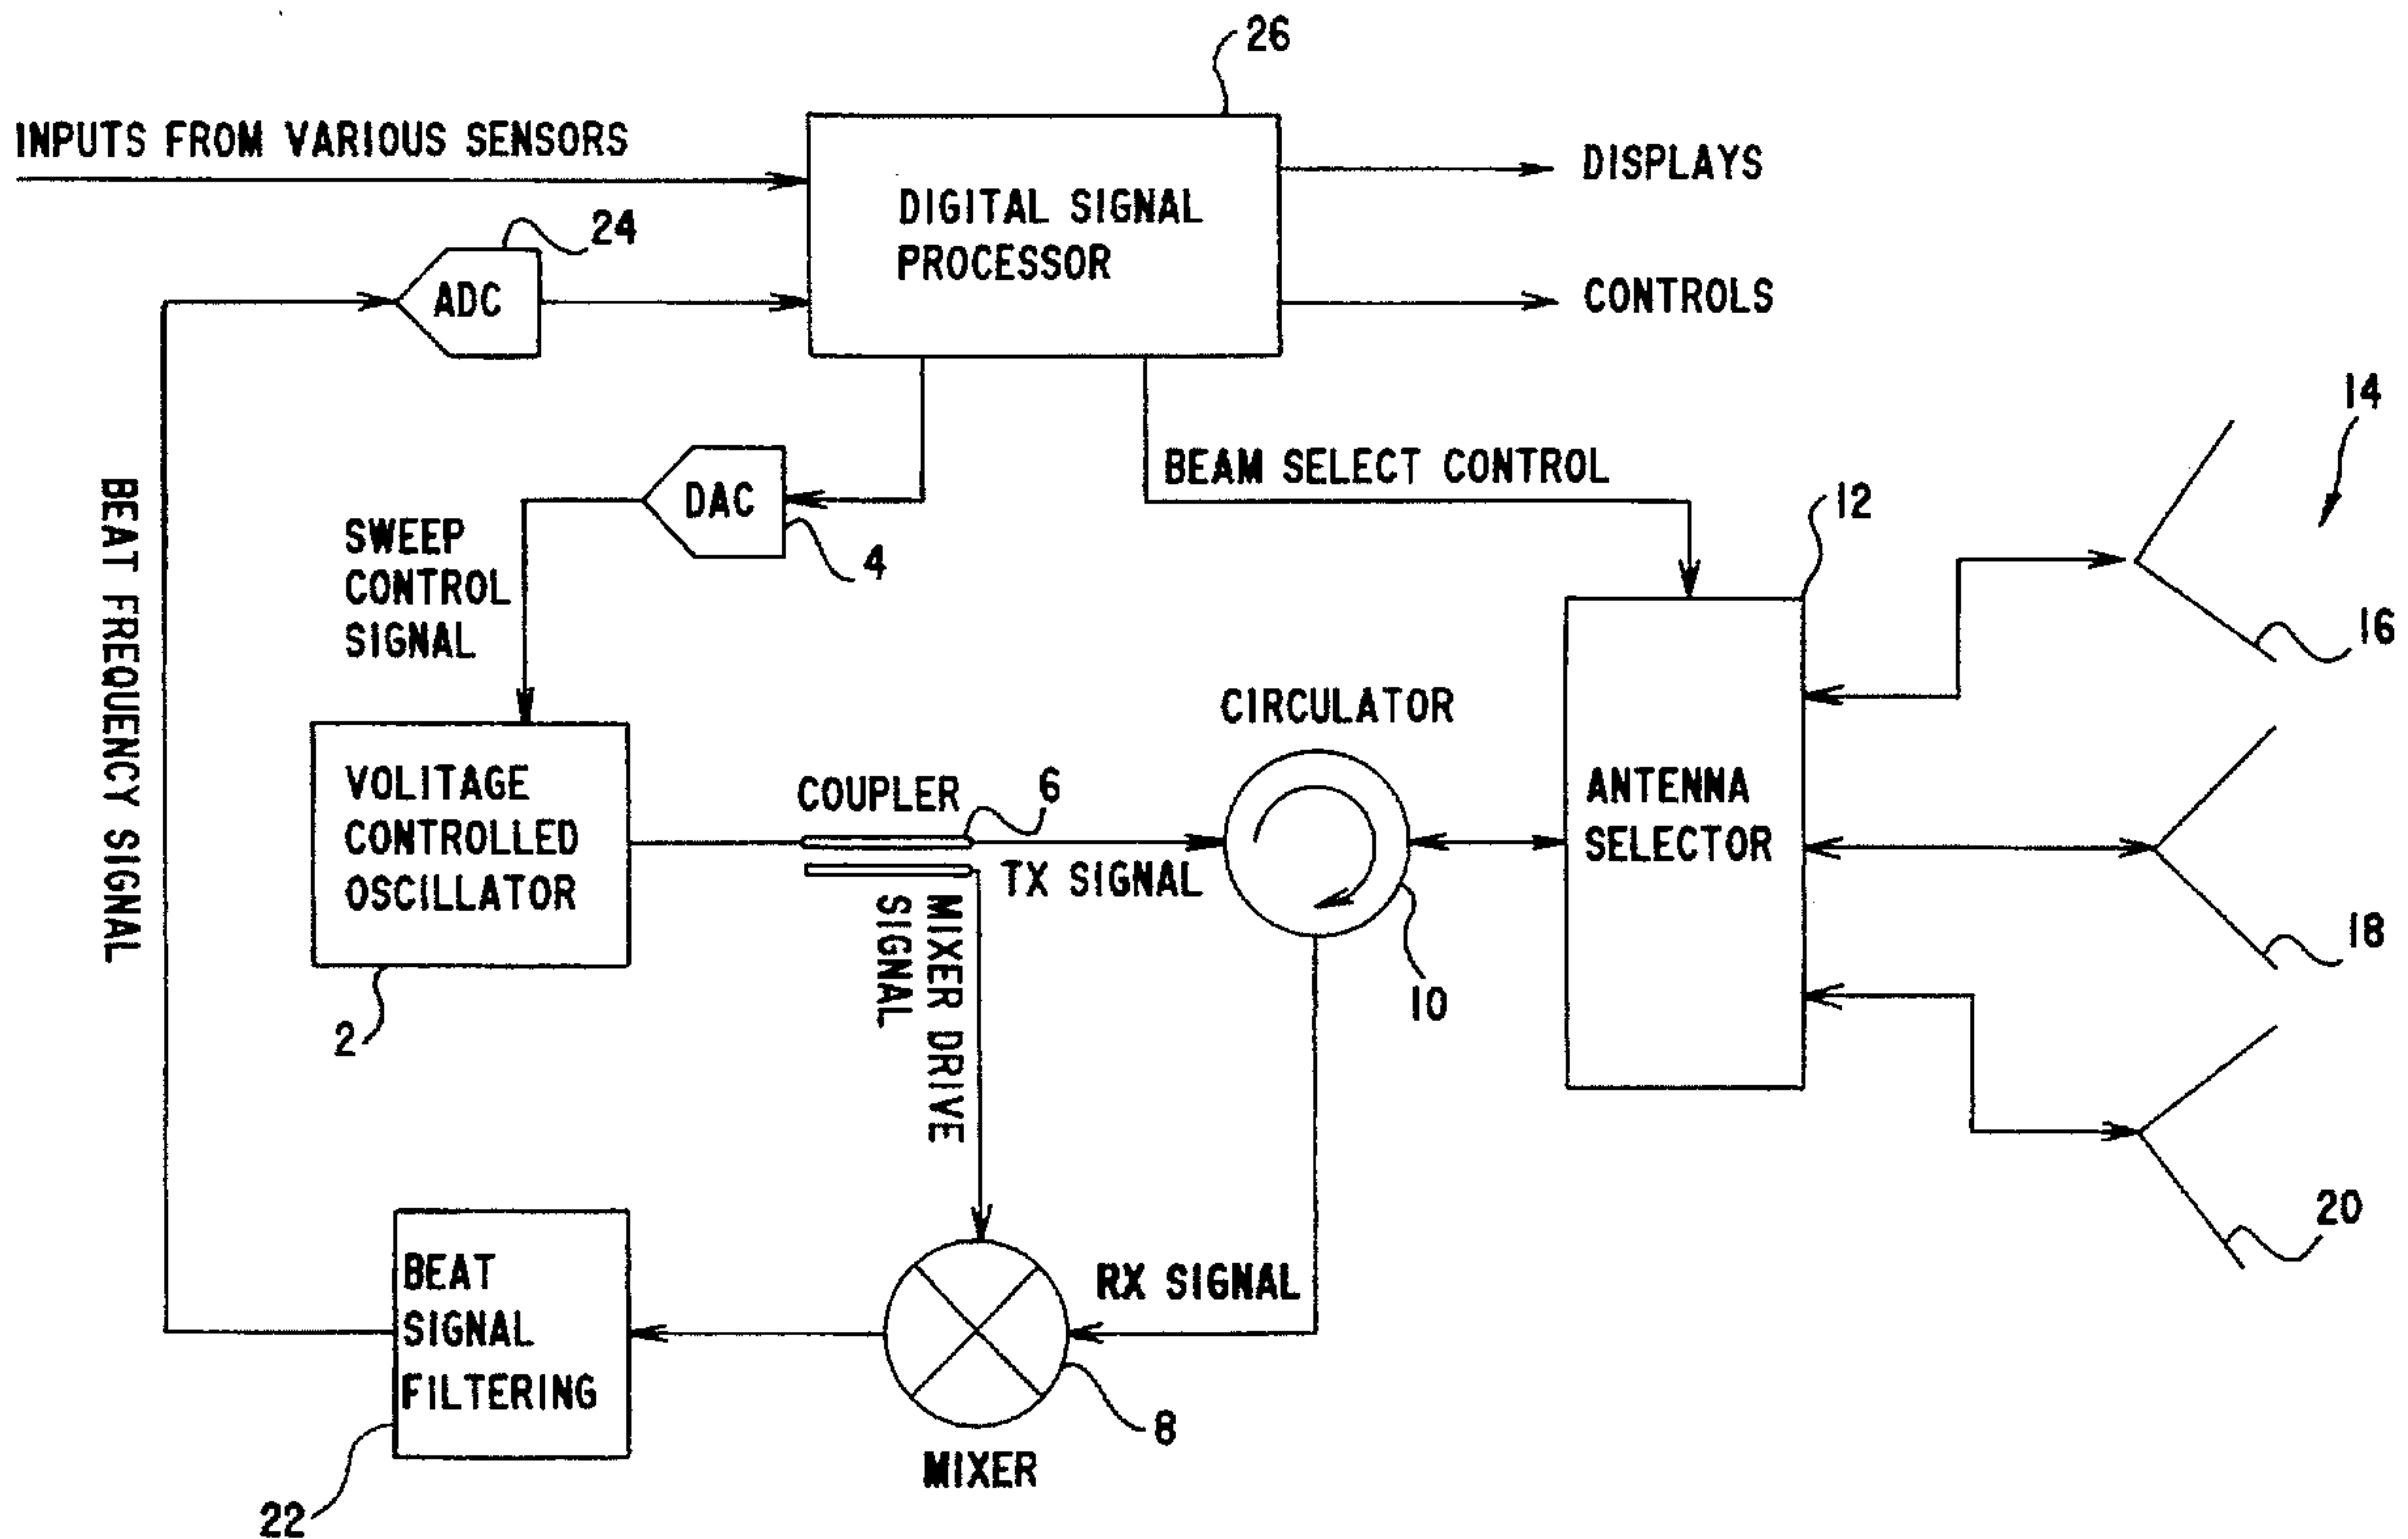 26
INPUTS FROM VARIOUS SENSORS
DISPLAYS
DIGITAL SIGNAL
PROCESSOR
24
ADC
CONTROLS
14
BEAM SELECT CONTROL
DAC
12
4
SWEEP
CONTROL
SIGNAL
BEAT FREQUENCY SIGNAL
16
CIRCULATOR
VOLITAGE
CONTROLLED
OSCILLATOR
COUPLER
6
ANTENNA
SELECTOR
TX SIGNAL
MIXER DRIVE
SIGNAL
18
10
2
20
RX SIGNAL
BEAT
SIGNAL
FILTERING
8
MIXER
22